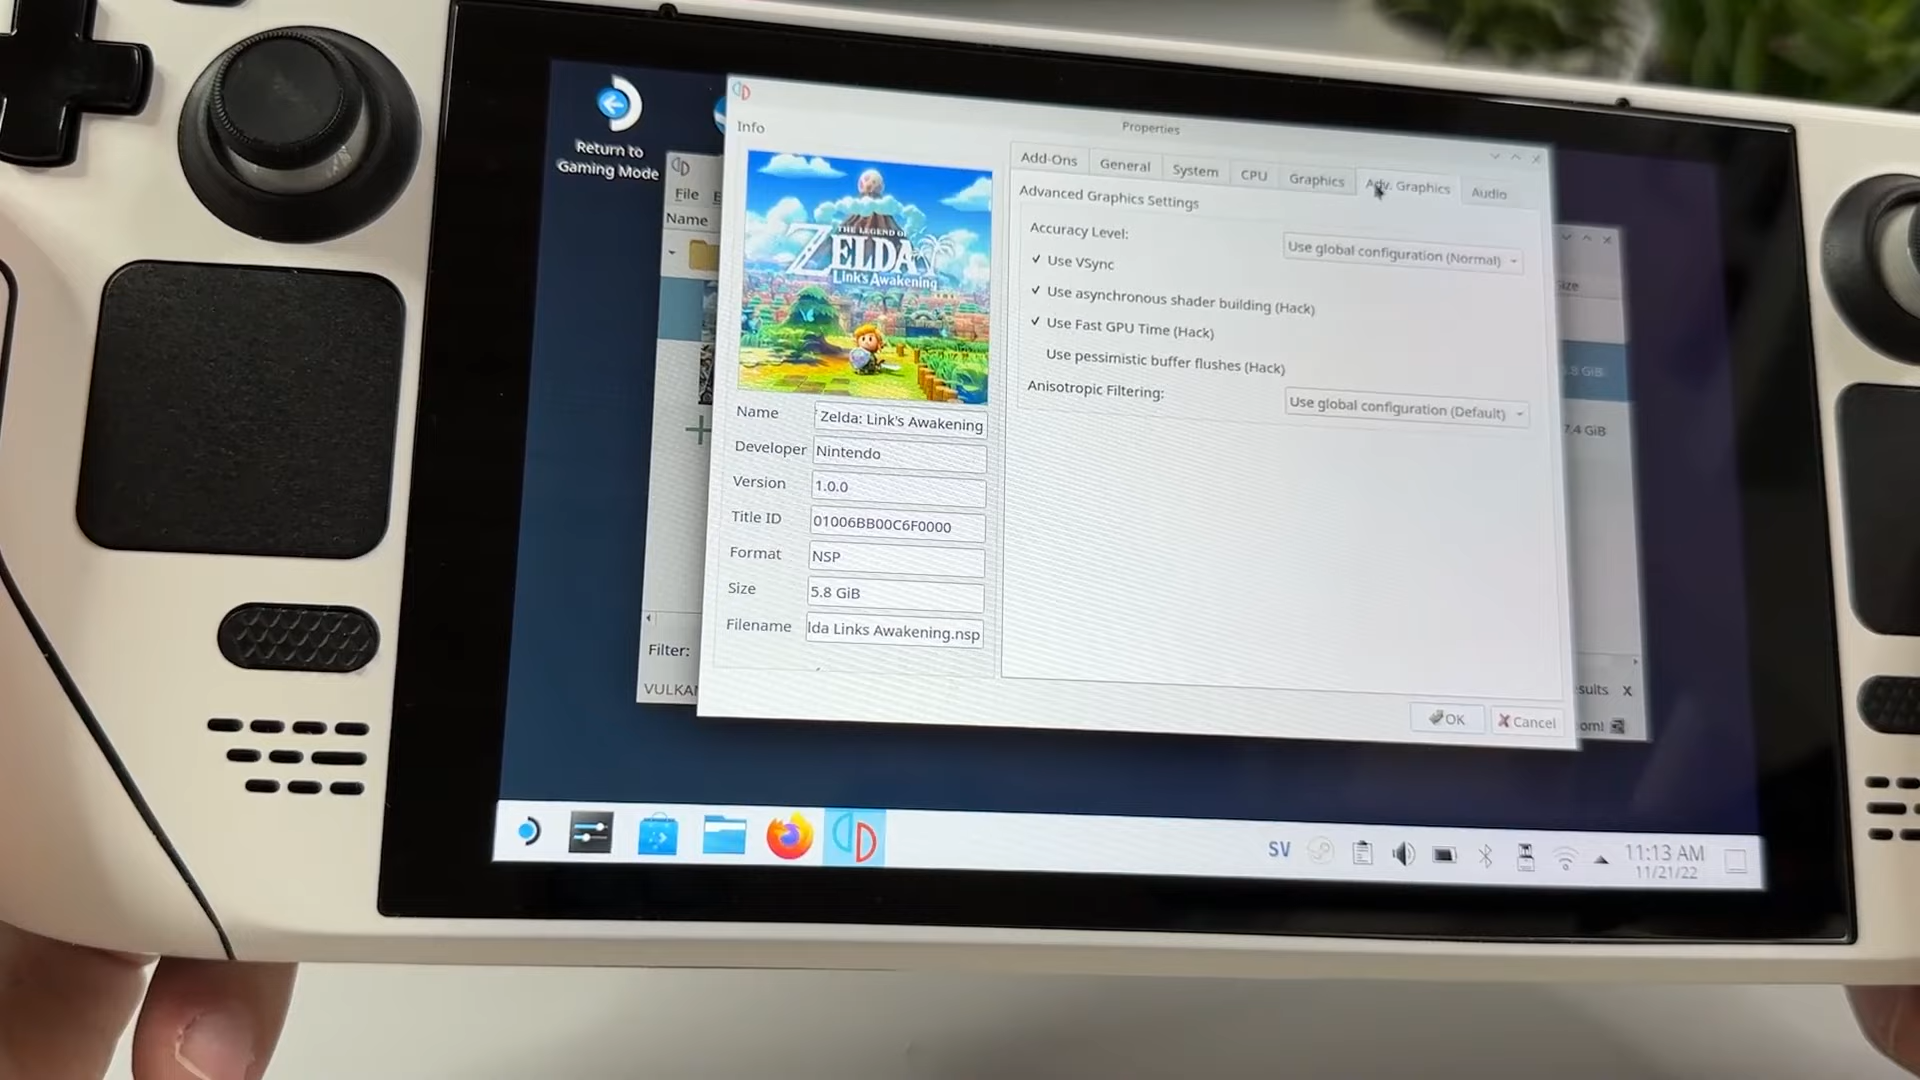 Return to
Gaming Mode
File
Name
Filter:
VULKAN
Info
Properties
THE LEGEND OF
ZELDA
Link's Awakening
Name
Zelda: Link's Awakening
Developer
Nintendo
Version
1.0.0
Title ID
01006BB00C6F0000
Format
NSP
Size
5.8 GiB
Filename
lda Links Awakening.nsp
Add-Ons
General
System
CPU
Graphics
Adv. Graphics
Audio
Advanced Graphics Settings
Accuracy Level:
Use global configuration (Normal)
Use VSync
Use asynchronous shader building (Hack)
Use Fast GPU Time (Hack)
Use pessimistic buffer flushes (Hack)
Anisotropic Filtering:
Use global configuration (Default)
OK
Cancel
Size
5.8 GiB
7.4 GiB
sults
X
om!
SV
11:13 AM
11/21/22